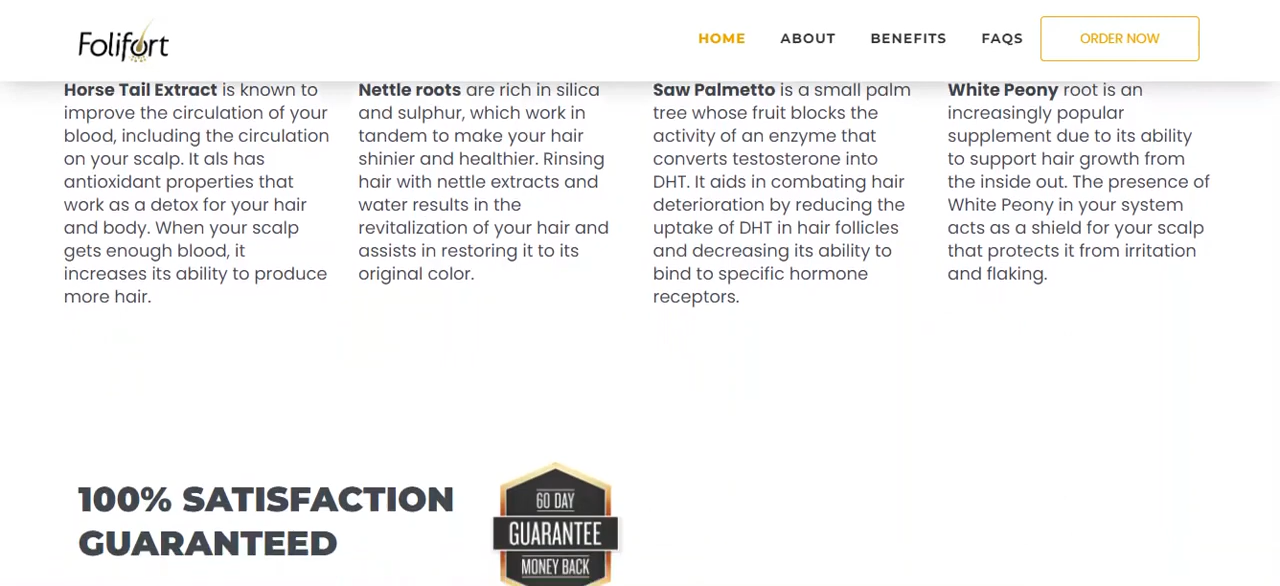 Folifort
HOME
ABOUT
BENEFITS
FAQS
ORDER NOW
Horse Tail Extract is known to
improve the circulation of your
blood, including the circulation
on your scalp. It als has
antioxidant properties that
work as a detox for your hair
and body. When your scalp
gets enough blood, it
increases its ability to produce
more hair.
Nettle roots are rich in silica
and sulphur, which work in
tandem to make your hair
shinier and healthier. Rinsing
hair with nettle extracts and
water results in the
revitalization of your hair and
assists in restoring it to its
original color.
Saw Palmetto is a small palm
tree whose fruit blocks the
activity of an enzyme that
converts testosterone into
DHT. It aids in combating hair
deterioration by reducing the
uptake of DHT in hair follicles
and decreasing its ability to
bind to specific hormone
receptors.
White Peony root is an
increasingly popular
supplement due to its ability
to support hair growth from
the inside out. The presence of
White Peony in your system
acts as a shield for your scalp
that protects it from irritation
and flaking.
100% SATISFACTION
GUARANTEED
60 DAY
GUARANTEE
MONEY BACK